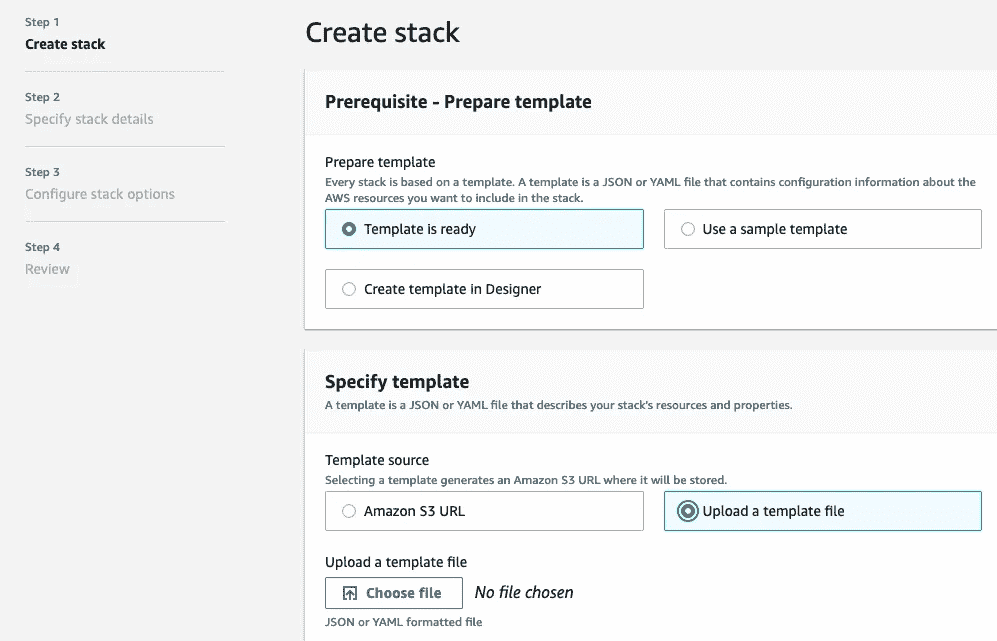 Step 1
Create stack
Step 2
Specify stack details
Step 3
Configure stack options
Step 4
Review
Create stack
Prerequisite - Prepare template
Prepare template
Every stack is based on a template. A template is a JSON or YAML file that contains configuration information about the
AWS resources you want to include in the stack.
Template is ready
Use a sample template
Create template in Designer
Specify template
A template is a JSON or YAML file that describes your stack's resources and properties.
Template source
Selecting a template generates an Amazon S3 URL where it will be stored.
Amazon S3 URL
Upload a template file
Upload a template file
Choose file
No file chosen
JSON or YAML formatted file